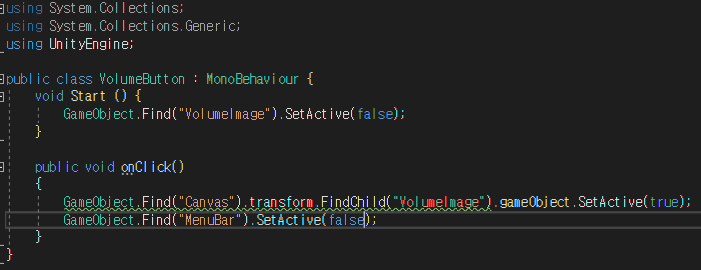 using System.Collections;
using System.Collections.Generic;
using UnityEngine;
public class VolumeButton : MonoBehaviour {
void Start () {
GameObject.Find("VolumeImage").SetActive(false);
}
public void onClick()
{
GameObject.Find("Canvas").transform.FindChild("VolumeImage").gameObject.SetActive(true);
GameObject.Find("MenuBar").SetActive(false);
}
}